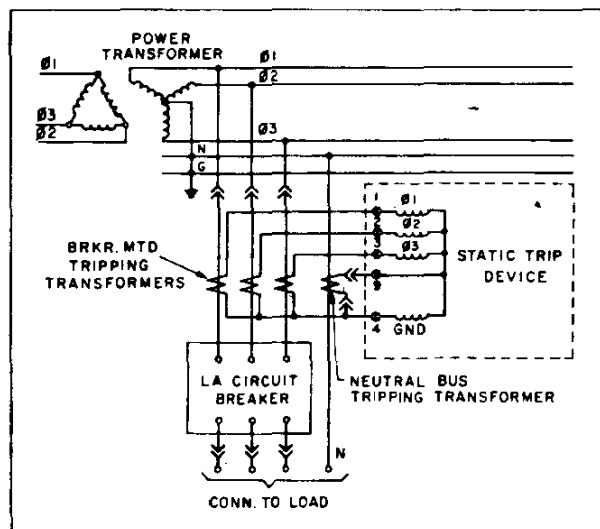 POWER
TRANSFORMER
Ø1
Ø1
Ø2
Ø3
Ø2
Ø3
N
G
1
2
3
5
4
Ø1
Ø2
Ø3
GND
STATIC TRIP
DEVICE
BRKR. MTD
TRIPPING
TRANSFORMERS
NEUTRAL BUS
TRIPPING TRANSFORMER
LA CIRCUIT
BREAKER
N
CONN. TO LOAD